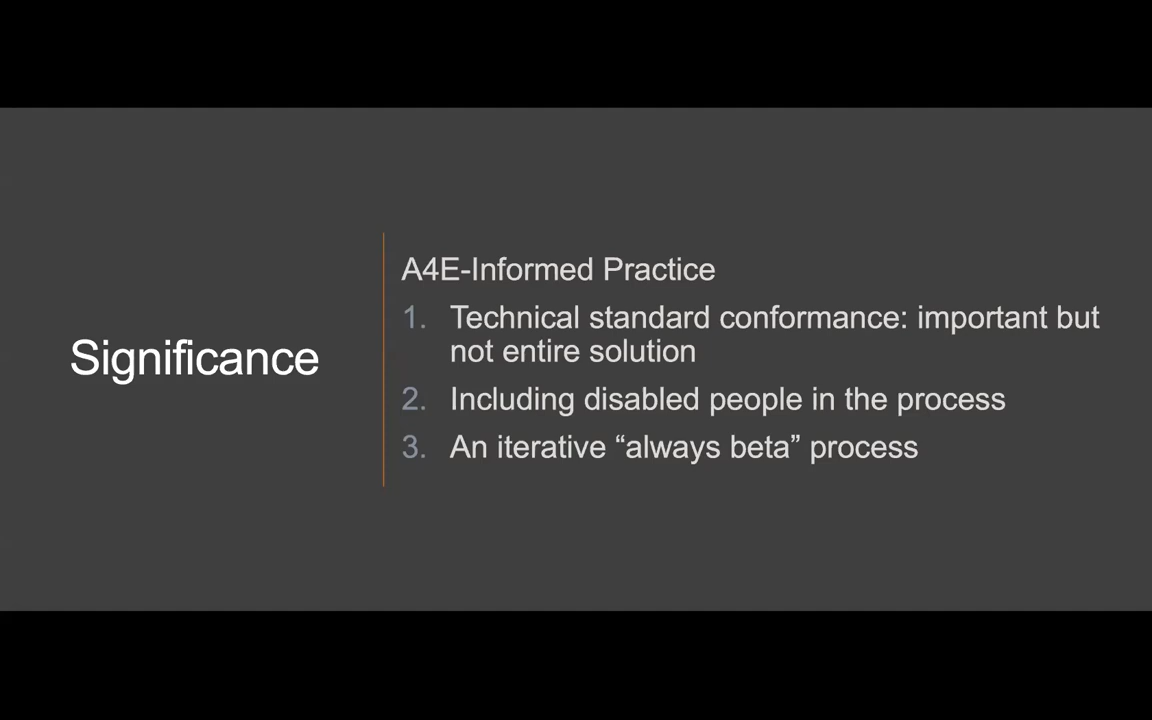 Significance
A4E-Informed Practice
1. Technical standard conformance: important but
not entire solution
2. Including disabled people in the process
3. An iterative “always beta” process